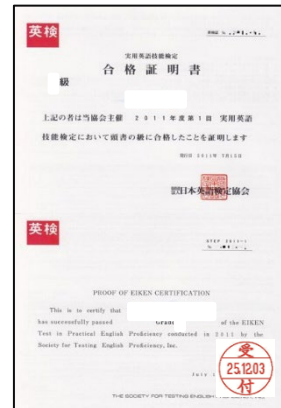 英検
実用英語技能検定
合格証明書
級
上記の者は当協会主催 2011年度第1回 実用英語
技能検定において頭書の級に合格したことを証明します
日本英語検定協会
英検
PROOF OF EIKEN CERTIFICATION
This is to certify that
has successfully passed of the EIKEN
Test in Practical English Proficiency conducted in 2011 by the
Society for Testing English Proficiency, Inc.
July
受
25.12.03
付
THE SOCIETY FOR TESTING ENGLISH